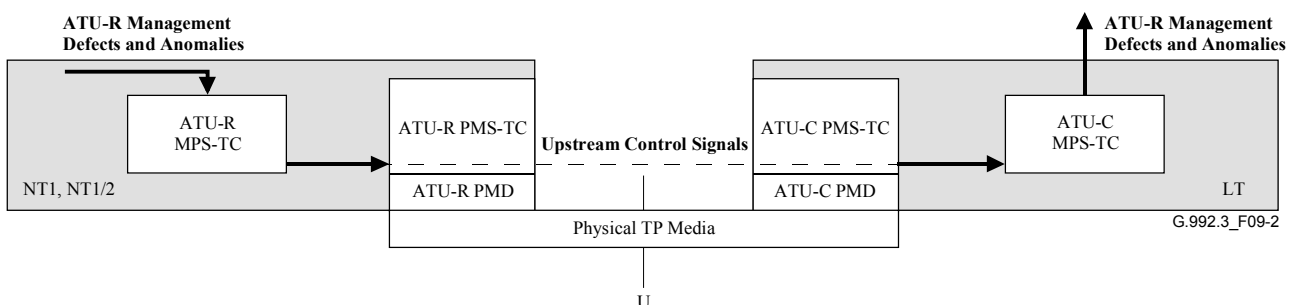 ATU-R Management
Defects and Anomalies
ATU-R Management
Defects and Anomalies
ATU-R
MPS-TC
ATU-R PMS-TC
Upstream Control Signals
ATU-C PMS-TC
ATU-C
MPS-TC
NT1, NT1/2
ATU-R PMD
ATU-C PMD
LT
Physical TP Media
G.992.3_F09-2
U